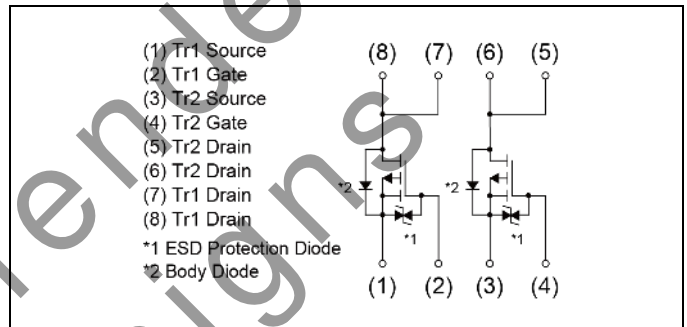 (1) Tr1 Source
(2) Tr1 Gate
(3) Tr2 Source
(4) Tr2 Gate
(5) Tr2 Drain
(6) Tr2 Drain
(7) Tr1 Drain
(8) Tr1 Drain
*1 ESD Protection Diode
*2 Body Diode
(8) (7) (6) (5)
*2 *2
*1 *1
(1) (2) (3) (4)